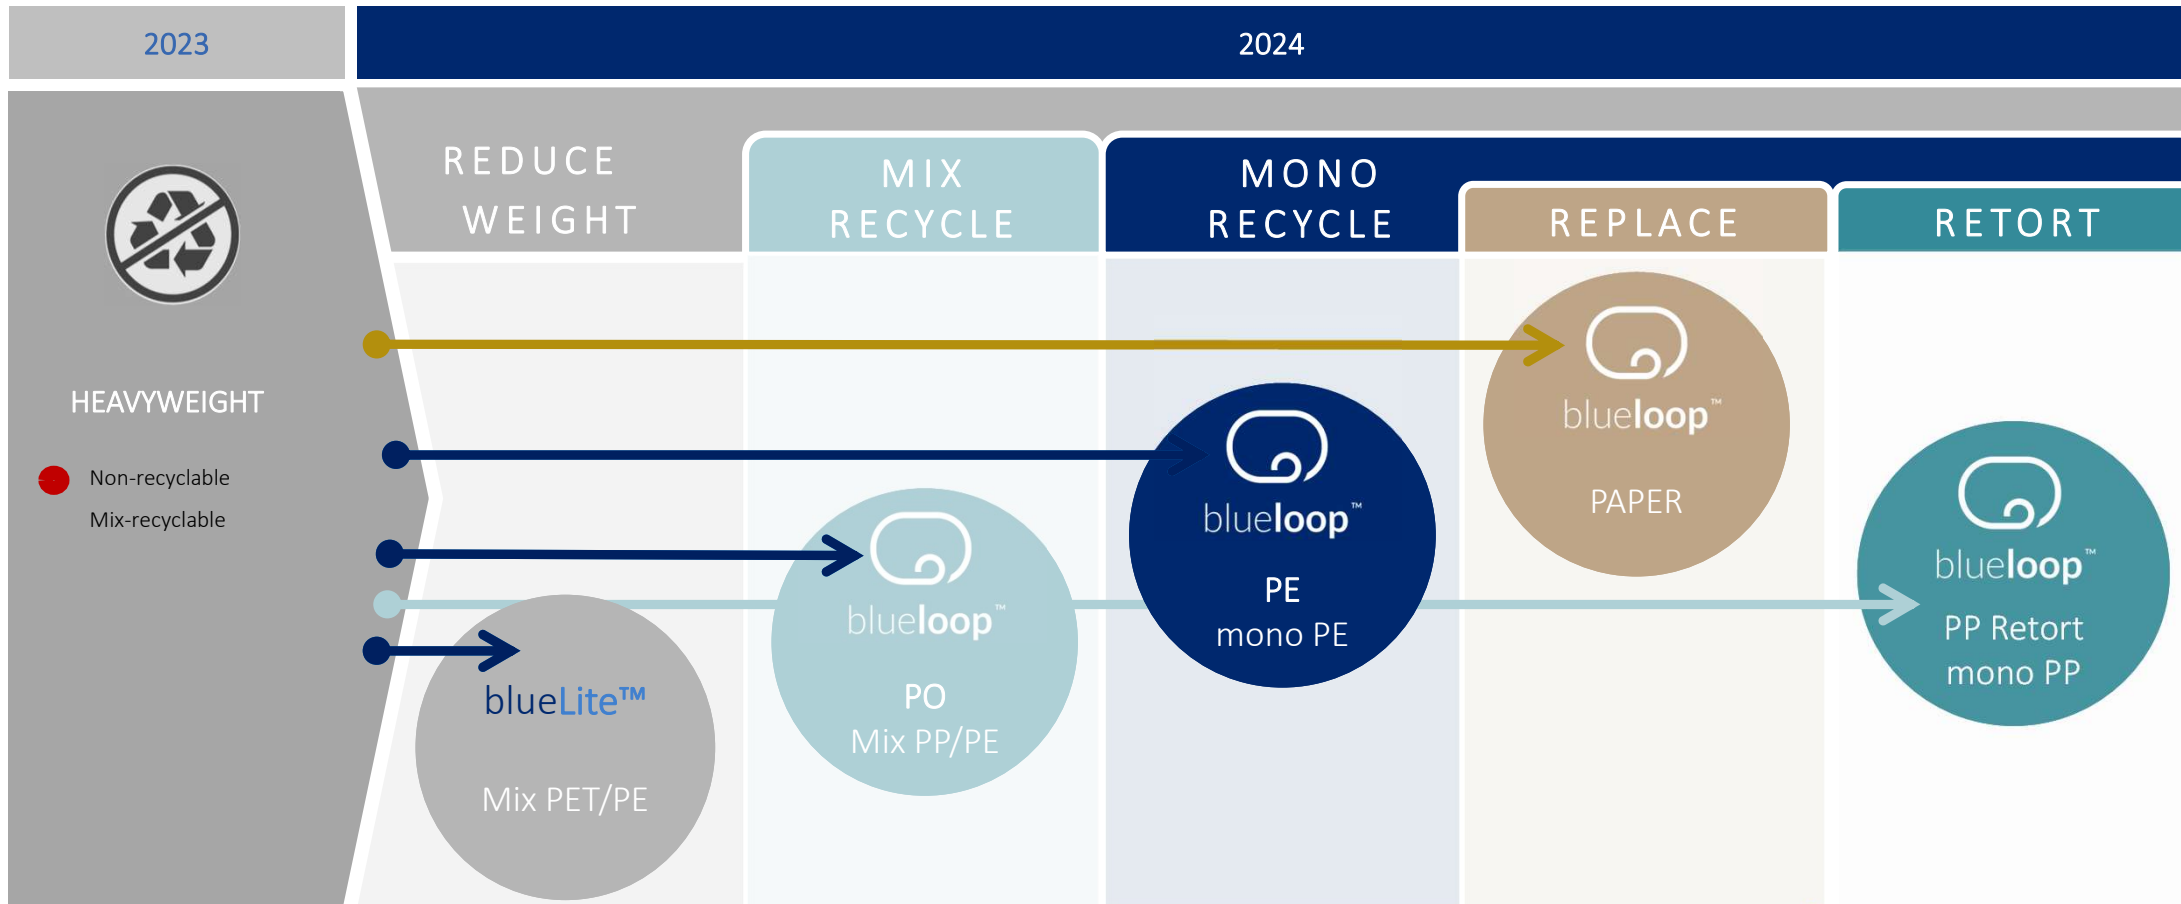 2023
2024
REDUCE
WEIGHT
MIX
RECYCLE
MONO
RECYCLE
REPLACE
RETORT
HEAVYWEIGHT
Non-recyclable
Mix-recyclable
blueLite™
Mix PET/PE
blueloop™
PO
Mix PP/PE
blueloop™
PE
mono PE
blueloop™
PAPER
blueloop™
PP Retort
mono PP